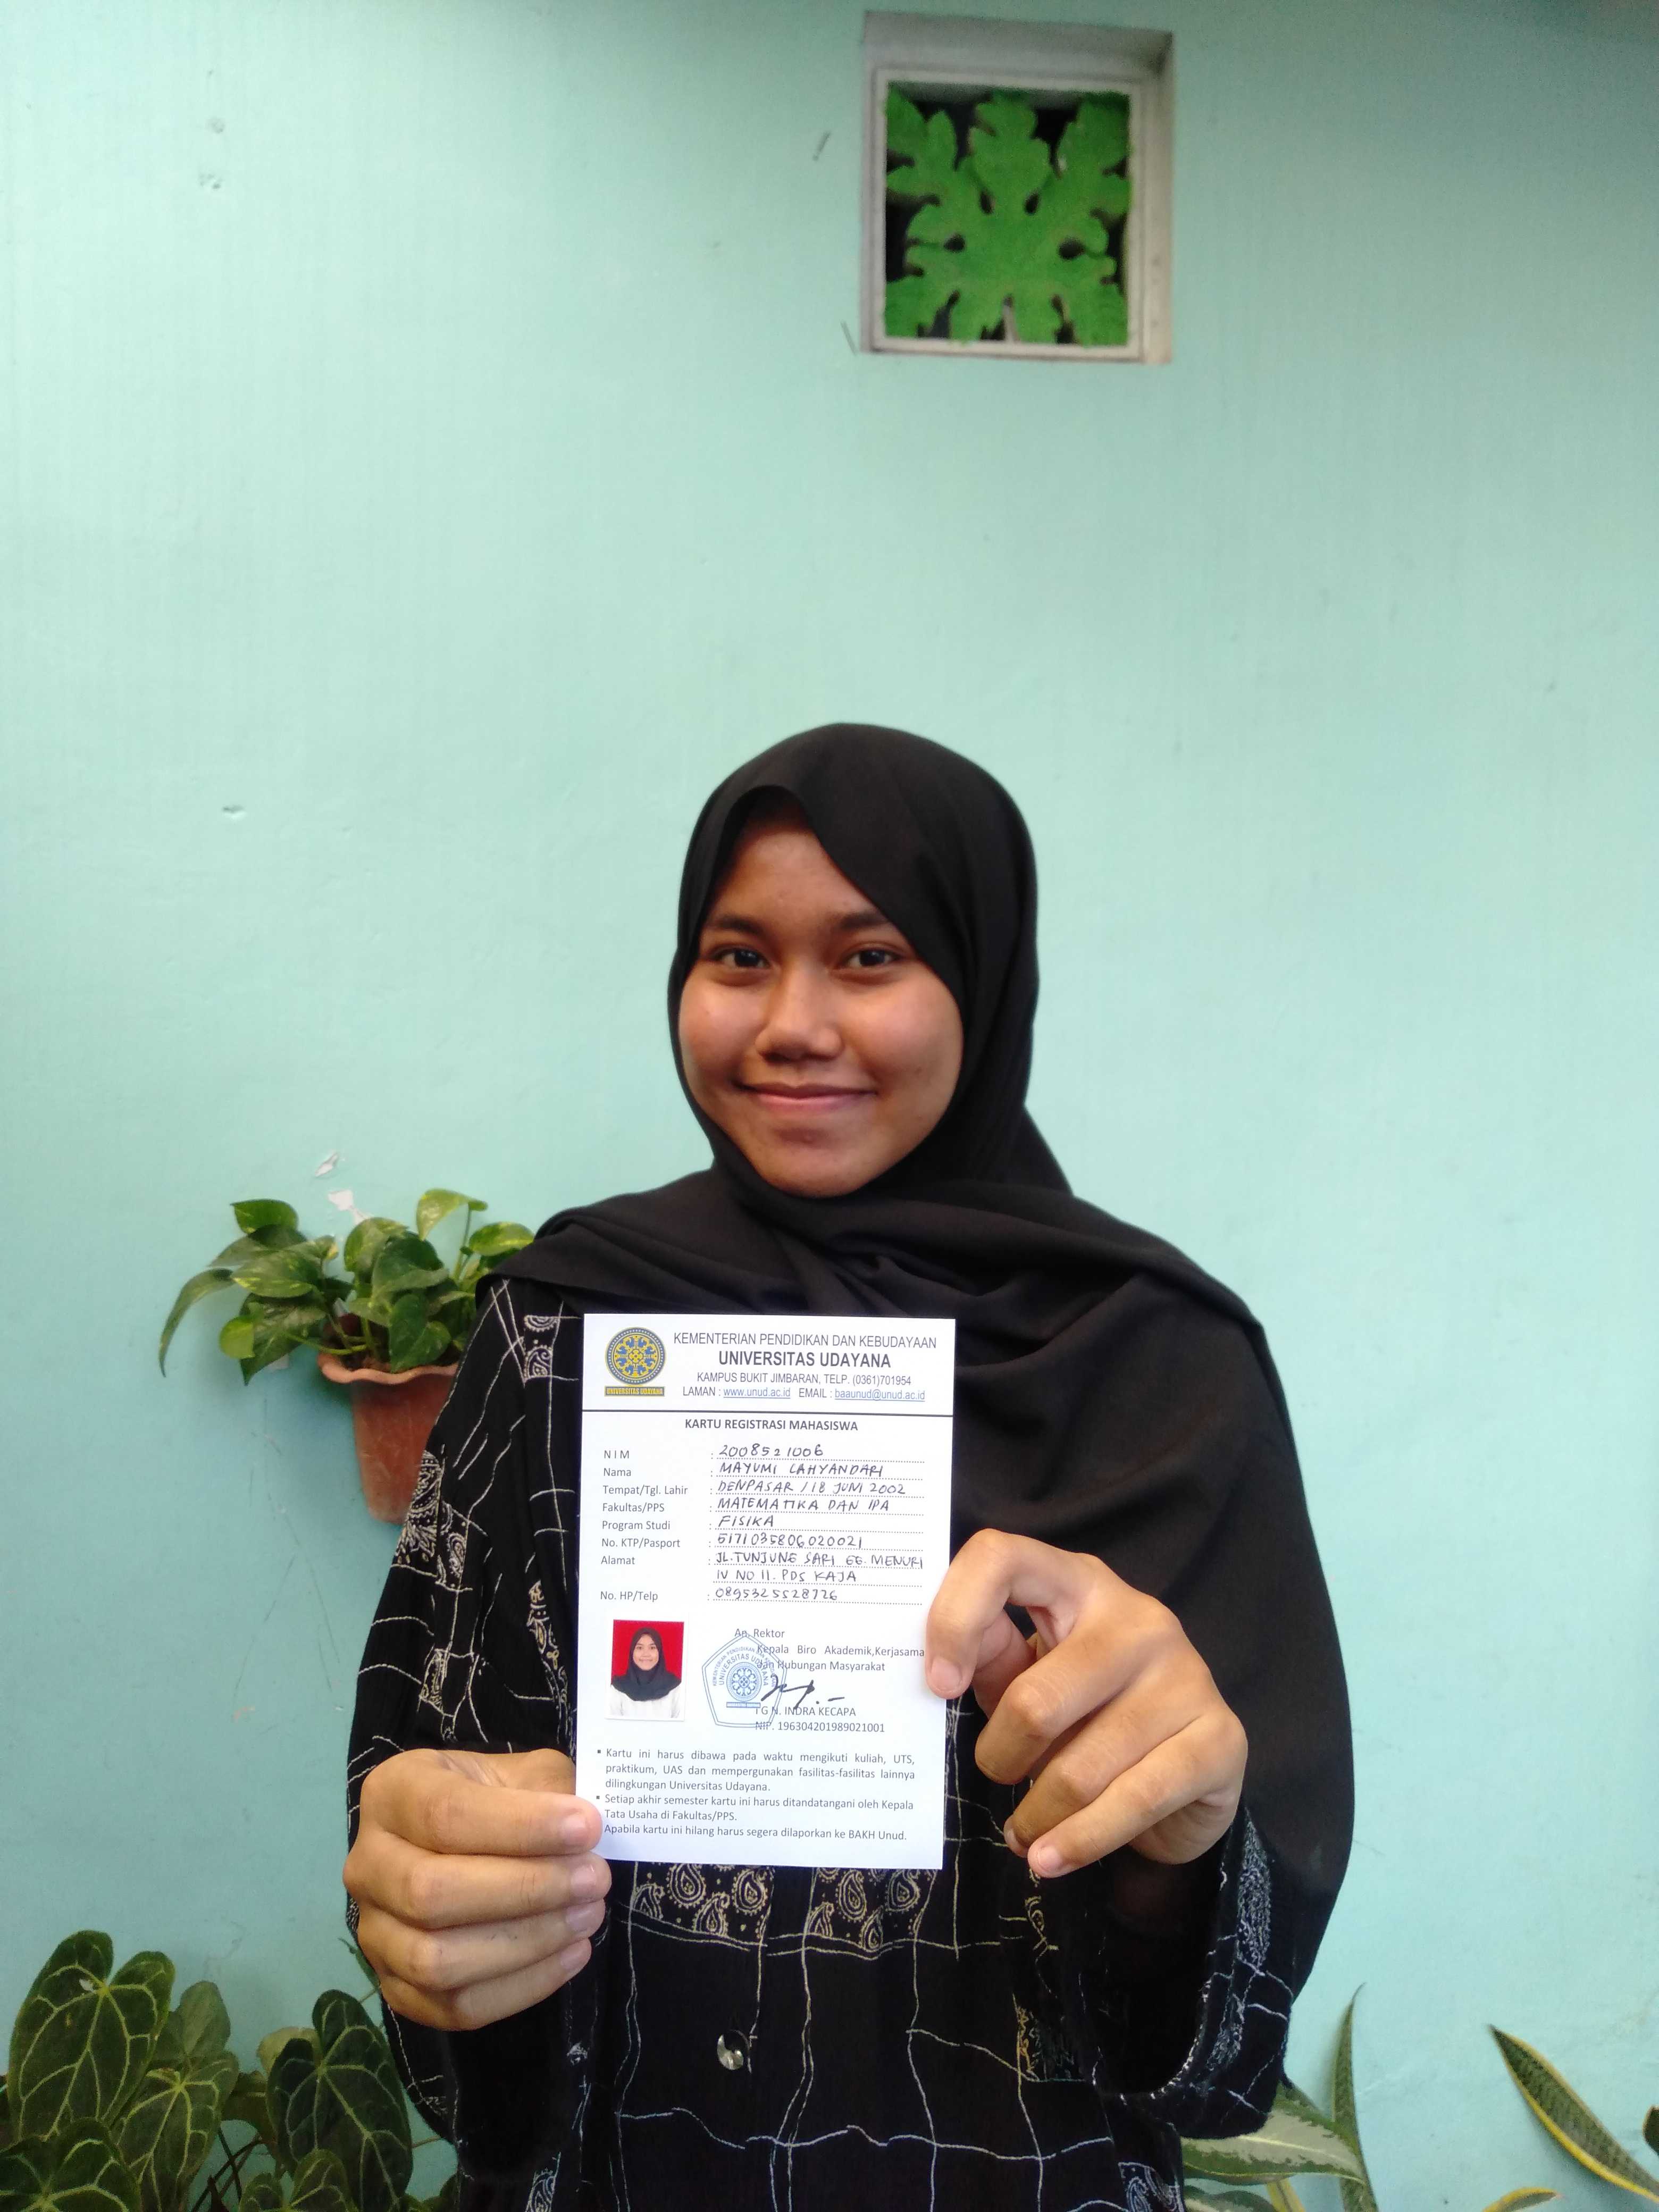 KEMENTERIAN PENDIDIKAN DAN KEBUDAYAAN
UNIVERSITAS UDAYANA
KAMPUS BUKIT JIMBARAN, TELP. (0361)701954
LAMAN : www.unud.ac.id EMAIL : baaunud@unud.ac.id
UNIVERSITAS UDAYANA
KARTU REGISTRASI MAHASISWA
NIM : 2008521006
Nama : MAYUMI CAHYANDARI
Tempat/Tgl. Lahir : DENPASAR / 18 JUNI 2002
Fakultas/PPS : MATEMATIKA DAN IPA
Program Studi : FISIKA
No. KTP/Pasport : 5171035806020021
Alamat : JL. TUNJUNG SARI GG. MENURI
IV NO 11. PDS KAJA
No. HP/Telp : 0895325528726
An. Rektor
Kepala Biro Akademik,Kerjasama
dan Hubungan Masyarakat
UNIVERSITAS UDAYANA
I G N. INDRA KECAPA
NIP. 196304201989021001
▪ Kartu ini harus dibawa pada waktu mengikuti kuliah, UTS,
praktikum, UAS dan mempergunakan fasilitas-fasilitas lainnya
dilingkungan Universitas Udayana.
▪ Setiap akhir semester kartu ini harus ditandatangani oleh Kepala
Tata Usaha di Fakultas/PPS.
Apabila kartu ini hilang harus segera dilaporkan ke BAKH Unud.